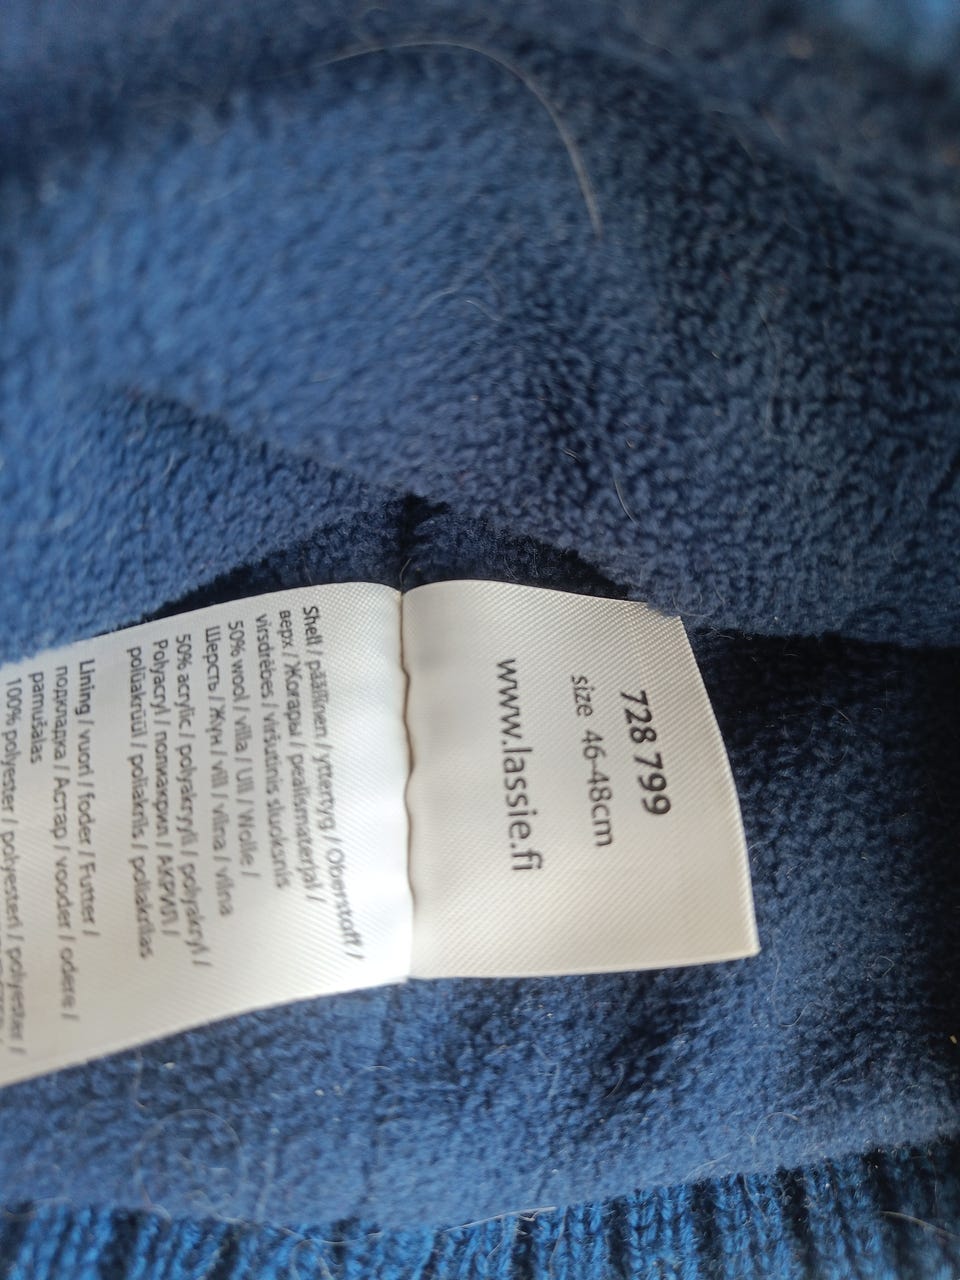 728 799
size 46-48cm
www.lassie.fi
Shell / päällinen / yttertyg / Oberstoff /
верх / Жоғары / pealismaterjal /
virsdrēbes / viršutinis sluoksnis
50% wool / villa / Ull / Wolle /
Шерсть / Жүн / vill / vilna / vilna
50% acrylic / polyakryyli / polyakryl /
Polyacryl / полиакрил / АКРИЛ /
polüakrüül / poliakrils / poliakrilas
Lining / vuori / foder / Futter /
подкладка / Астар / vooder / odere /
pamušalas
100% polyester / polyesteri / polyester /